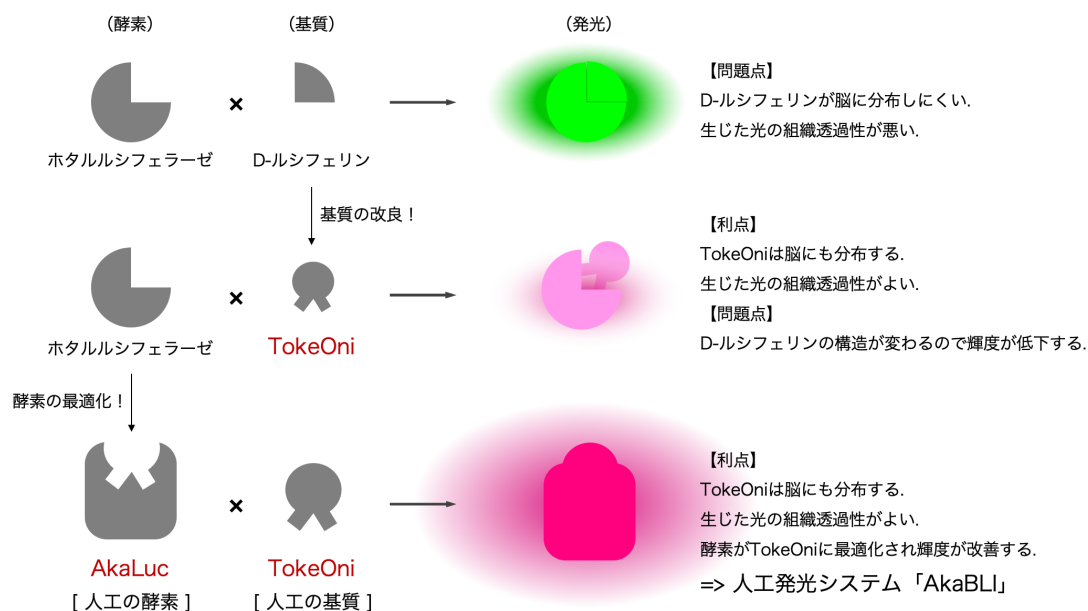 （酵素）
（基質）
（発光）
×
ホタルルシフェラーゼ
D-ルシフェリン
【問題点】
D-ルシフェリンが脳に分布しにくい.
生じた光の組織透過性が悪い.
基質の改良！
×
ホタルルシフェラーゼ
TokeOni
【利点】
TokeOniは脳にも分布する.
生じた光の組織透過性がよい.
【問題点】
D-ルシフェリンの構造が変わるので輝度が低下する.
酵素の最適化！
×
AkaLuc
[ 人工の酵素 ]
TokeOni
[ 人工の基質 ]
【利点】
TokeOniは脳にも分布する.
生じた光の組織透過性がよい.
酵素がTokeOniに最適化され輝度が改善する.
=> 人工発光システム「AkaBLI」